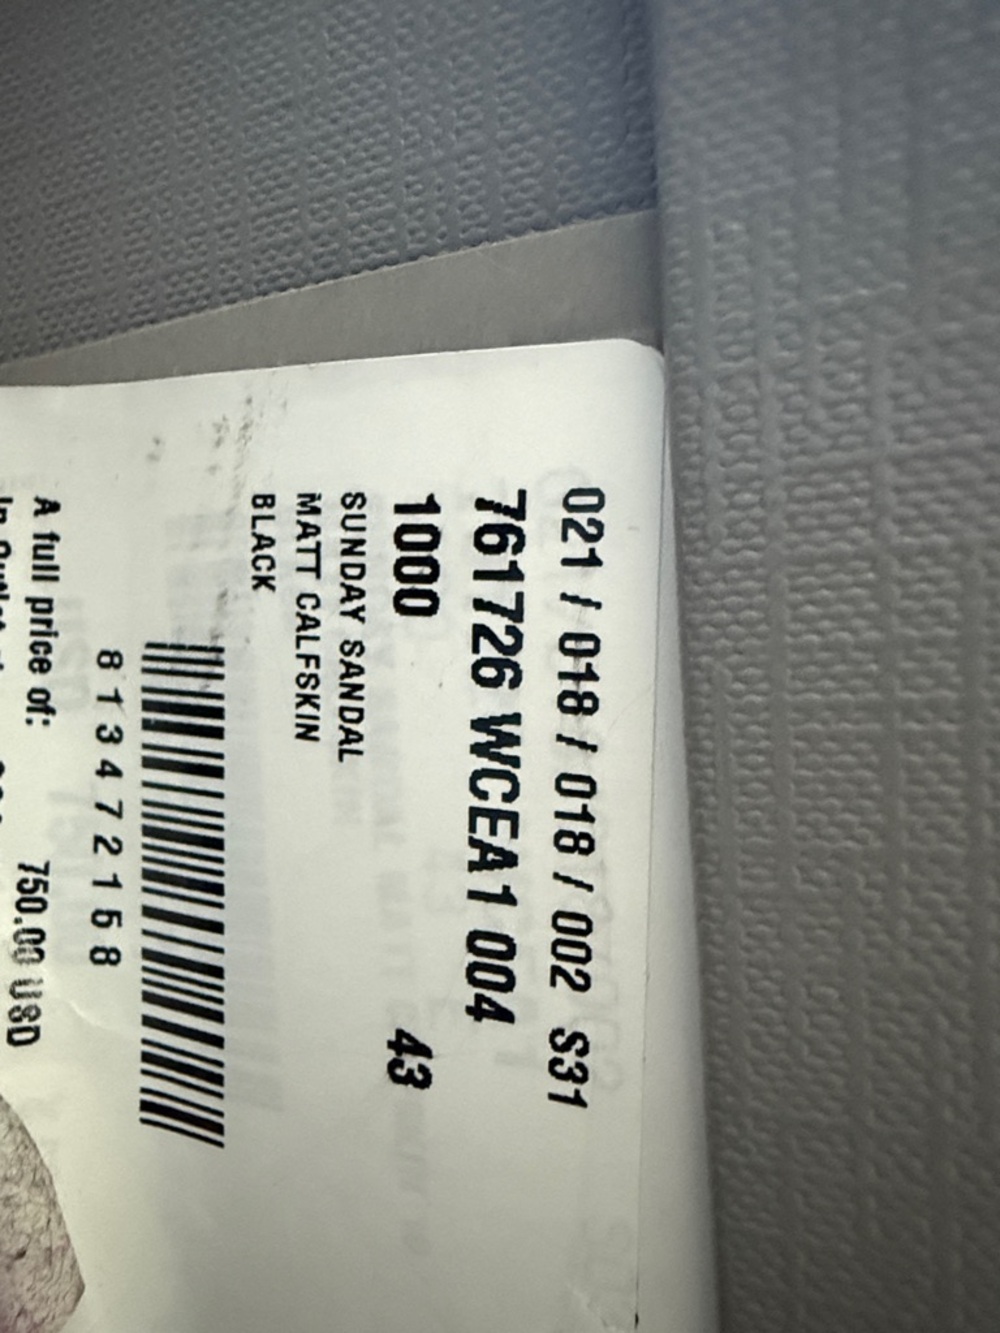 021 / 018 / 018 / 002 S31
761726 WCEA1 004
1000 43
SUNDAY SANDAL
MATT CALFSKIN
BLACK
8 1 3 4 7 2 1 5 8
A full price of: 750.00 USD